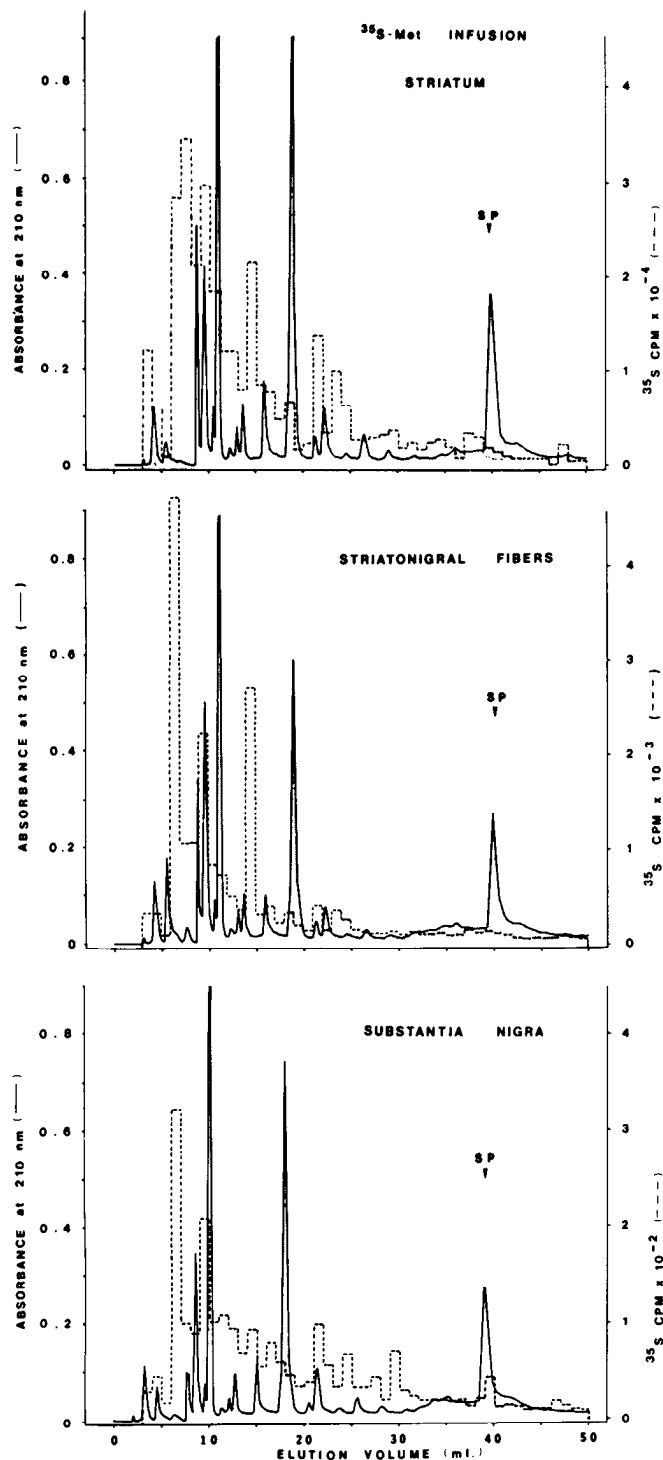 35S-Met INFUSION
STRIATUM
ABSORBANCE at 210 nm (——)
0.8
0.6
0.4
0.2
0
SP
4
3
2
1
0
35S CPM x 10-4 (---)
STRIATONIGRAL FIBERS
ABSORBANCE at 210 nm (——)
0.8
0.6
0.4
0.2
0
SP
4
3
2
1
0
35S CPM x 10-3 (----)
SUBSTANTIA NIGRA
ABSORBANCE at 210 nm (——)
0.8
0.6
0.4
0.2
0
SP
4
3
2
1
0
35S CPM x 10-2 (---)
0 10 20 30 40 50
ELUTION VOLUME (ml.)